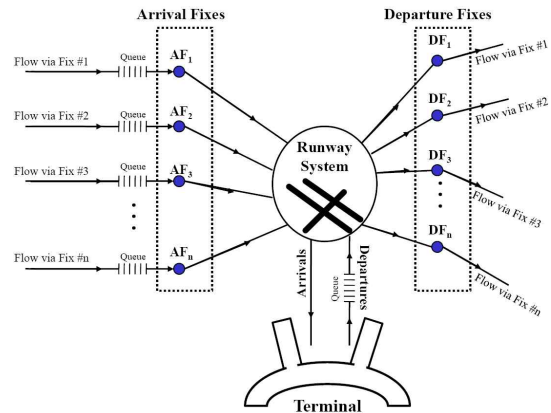 Arrival Fixes
Departure Fixes
Flow via Fix #1
Queue
AF1
DF1
Flow via Fix #1
Flow via Fix #2
Queue
AF2
DF2
Flow via Fix #2
Flow via Fix #3
Queue
AF3
Runway
System
DF3
Flow via Fix #3
Flow via Fix #n
Queue
AFn
DFn
Flow via Fix #n
Arrivals
Queue
Departures
Terminal